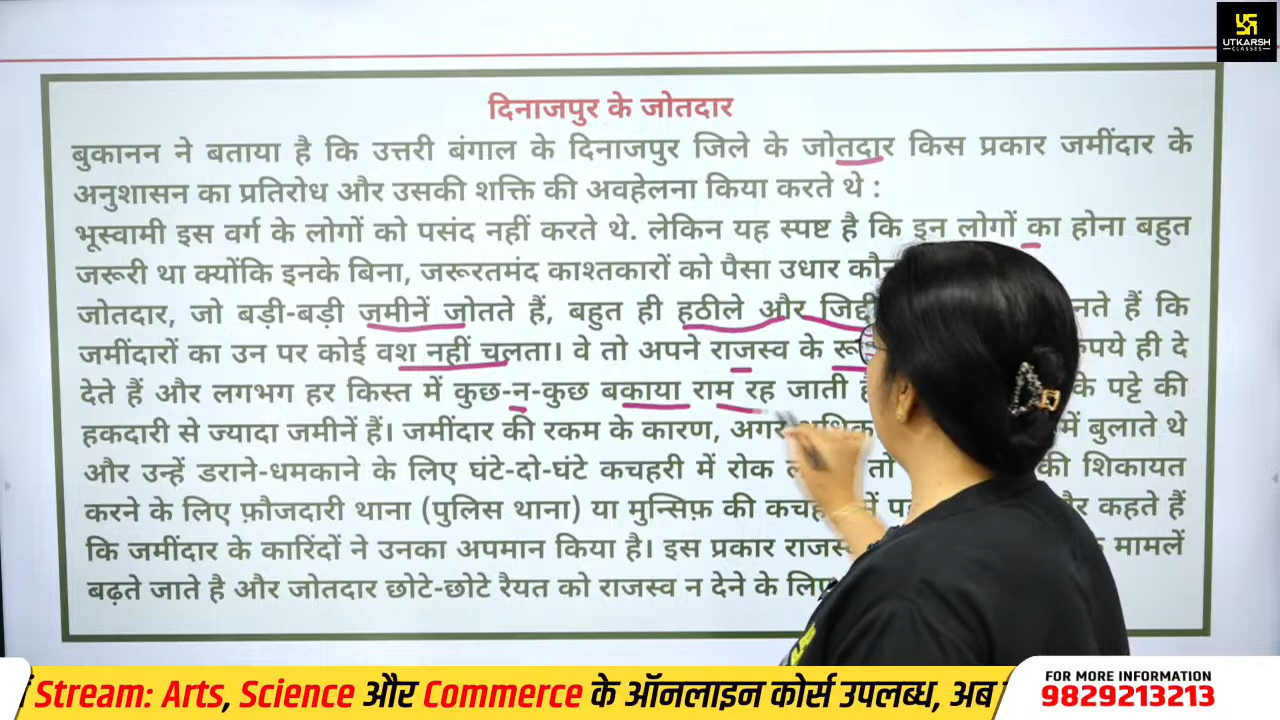 UTKARSH
CLASSES
दिनाजपुर के जोतदार
बुकानन ने बताया है कि उत्तरी बंगाल के दिनाजपुर जिले के जोतदार किस प्रकार जमींदार के
अनुशासन का प्रतिरोध और उसकी शक्ति की अवहेलना किया करते थे :
भूस्वामी इस वर्ग के लोगों को पसंद नहीं करते थे. लेकिन यह स्पष्ट है कि इन लोगों का होना बहुत
जरूरी था क्योंकि इनके बिना, जरूरतमंद काश्तकारों को पैसा उधार
जोतदार, जो बड़ी-बड़ी जमीनें जोतते हैं, बहुत ही हठीले और हैं कि
जमींदारों का उन पर कोई वश नहीं चलता। वे तो अपने राजस्व के ही दे
देते हैं और लगभग हर किस्त में कुछ-न-कुछ बकाया राम रह जाती के पट्टे की
हकदारी से ज्यादा जमीनें हैं। जमींदार की रकम के कारण, अगर में बुलाते थे
और उन्हें डराने-धमकाने के लिए घंटे-दो-घंटे कचहरी में रोक तो की शिकायत
करने के लिए फ़ौजदारी थाना (पुलिस थाना) या मुन्सिफ़ की में कहते हैं
कि जमींदार के कारिंदों ने उनका अपमान किया है। इस प्रकार मामलें
बढ़ते जाते है और जोतदार छोटे-छोटे रैयत को राजस्व न देने के लिए
Stream: Arts, Science और Commerce के ऑनलाइन कोर्स उपलब्ध, अब
FOR MORE INFORMATION
9829213213